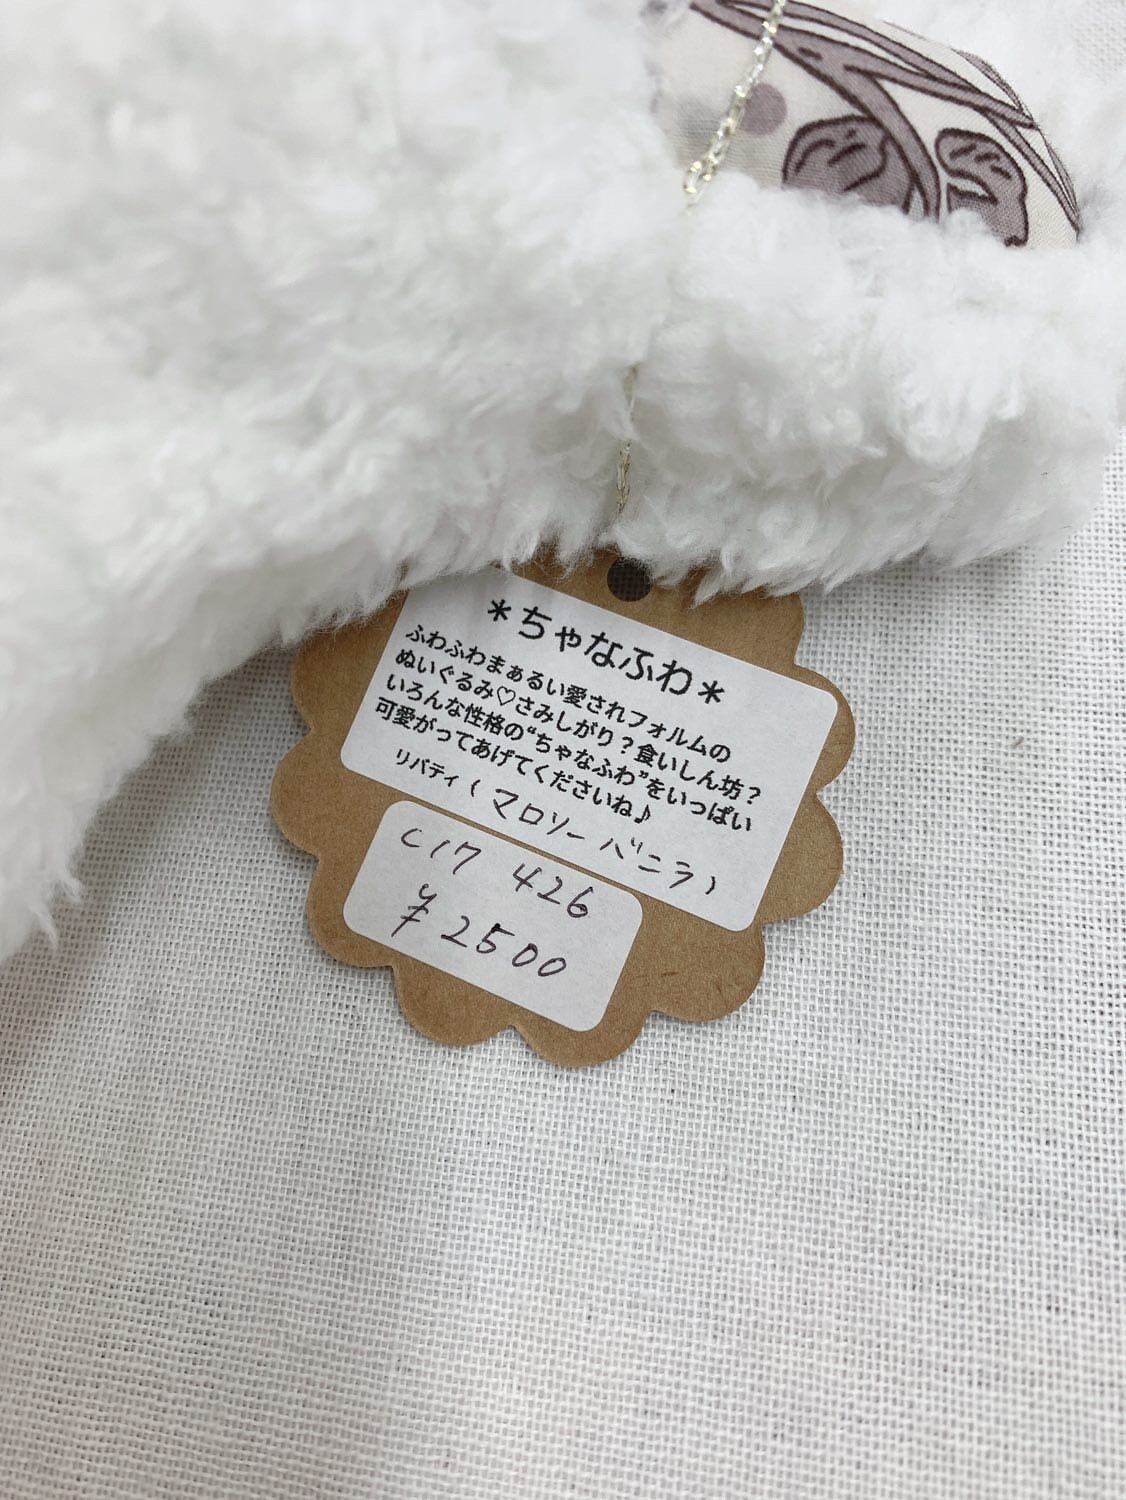 ＊ちゃなふわ＊
ふわふわまぁるい愛されフォルムの
ぬいぐるみ♡さみしがり？食いしん坊？
いろんな性格の“ちゃなふわ”をいっぱい
可愛がってあげてくださいね♪
リバティ(マロリーバニラ)
C17 426
¥2500